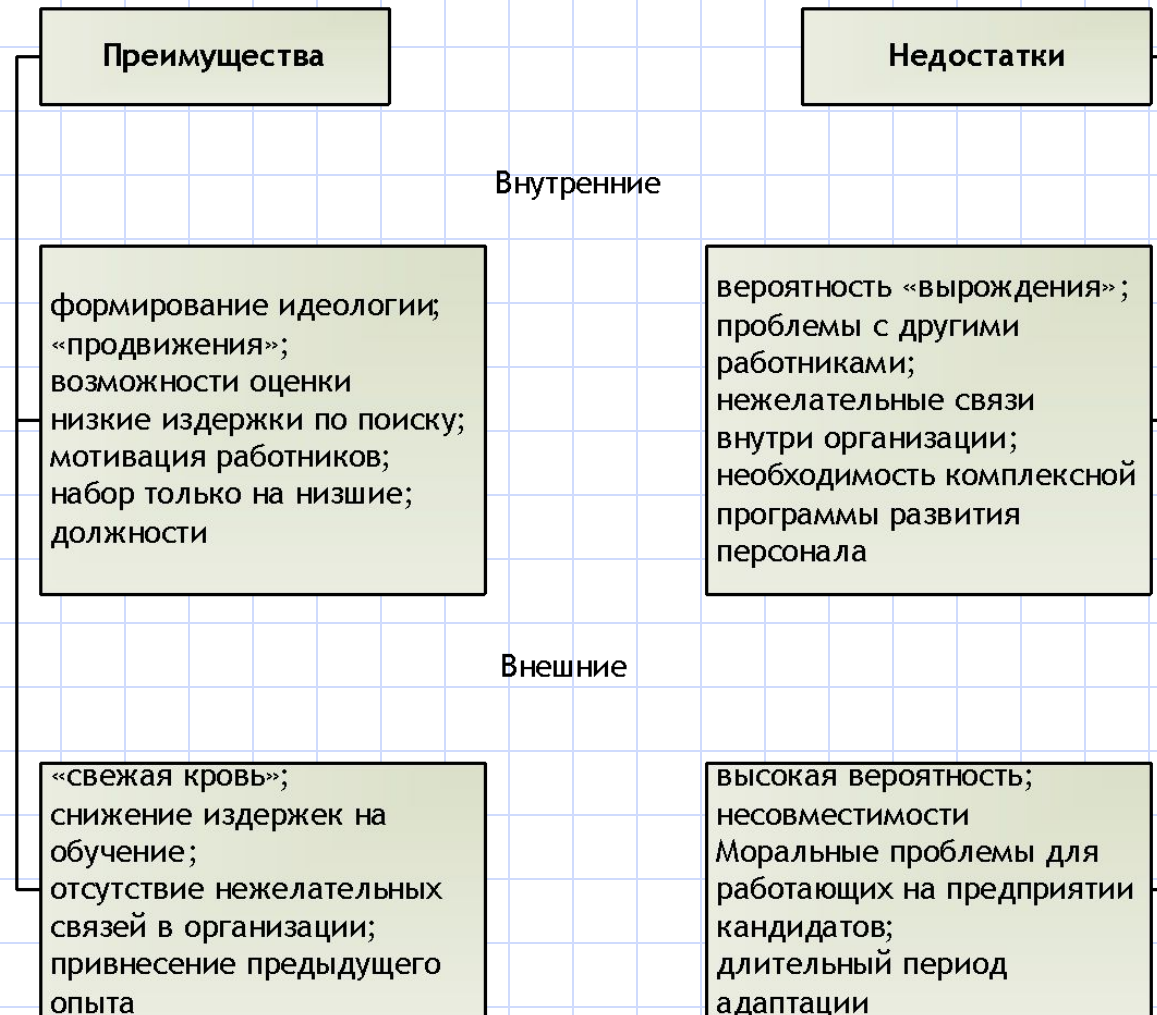 Преимущества
Недостатки
Внутренние
формирование идеологии;
«продвижения»;
возможности оценки
низкие издержки по поиску;
мотивация работников;
набор только на низшие;
должности
вероятность «вырождения»;
проблемы с другими
работниками;
нежелательные связи
внутри организации;
необходимость комплексной
программы развития
персонала
Внешние
«свежая кровь»;
снижение издержек на
обучение;
отсутствие нежелательных
связей в организации;
привнесение предыдущего
опыта
высокая вероятность;
несовместимости
Моральные проблемы для
работающих на предприятии
кандидатов;
длительный период
адаптации